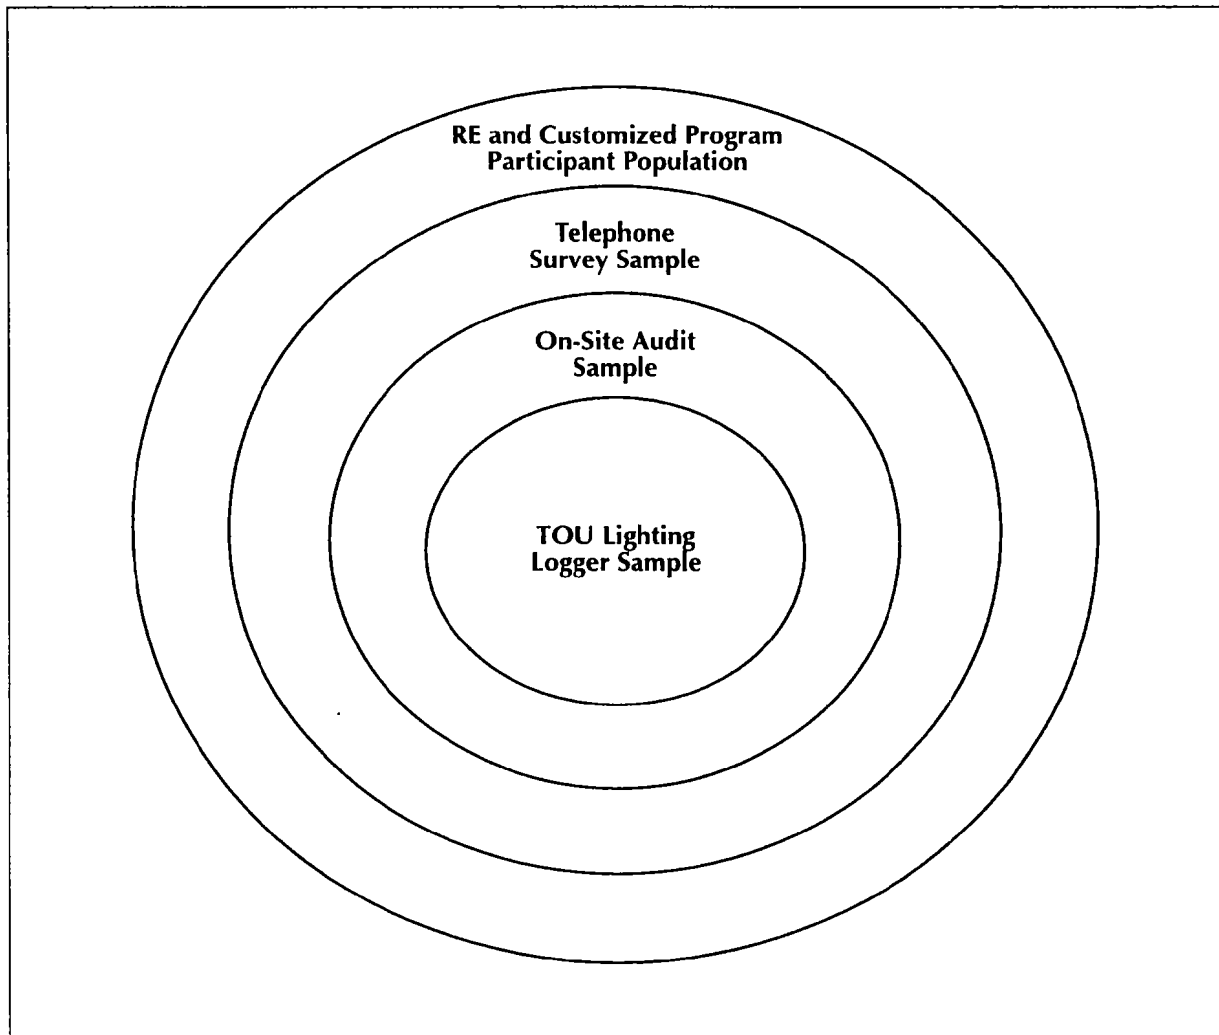 RE and Customized Program
Participant Population
Telephone
Survey Sample
On-Site Audit
Sample
TOU Lighting
Logger Sample